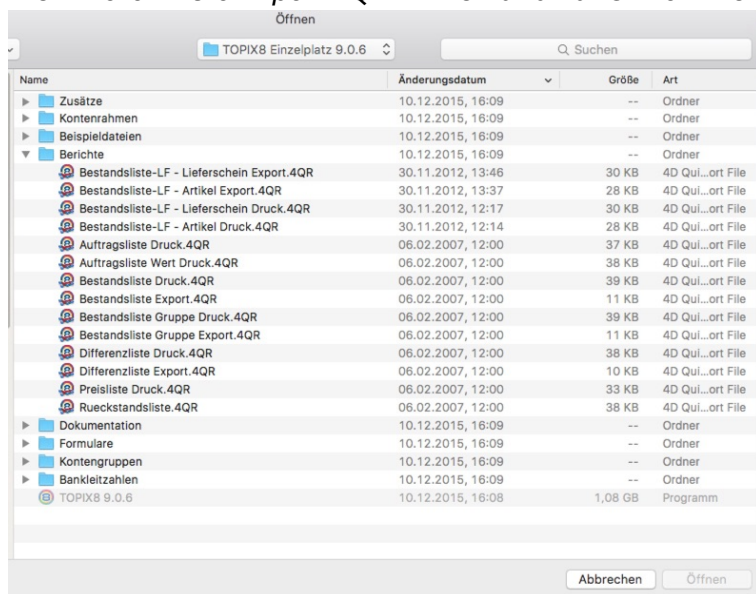 Öffnen
TOPIX8 Einzelplatz 9.0.6
Suchen
Name Änderungsdatum Größe Art
Zusätze 10.12.2015, 16:09 -- Ordner
Kontenrahmen 10.12.2015, 16:09 -- Ordner
Beispieldateien 10.12.2015, 16:09 -- Ordner
Berichte 10.12.2015, 16:09 -- Ordner
Bestandsliste-LF - Lieferschein Export.4QR 30.11.2012, 13:46 30 KB 4D Qui...ort File
Bestandsliste-LF - Artikel Export.4QR 30.11.2012, 13:37 28 KB 4D Qui...ort File
Bestandsliste-LF - Lieferschein Druck.4QR 30.11.2012, 12:17 30 KB 4D Qui...ort File
Bestandsliste-LF - Artikel Druck.4QR 30.11.2012, 12:14 28 KB 4D Qui...ort File
Auftragsliste Druck.4QR 06.02.2007, 12:00 37 KB 4D Qui...ort File
Auftragsliste Wert Druck.4QR 06.02.2007, 12:00 38 KB 4D Qui...ort File
Bestandsliste Druck.4QR 06.02.2007, 12:00 39 KB 4D Qui...ort File
Bestandsliste Export.4QR 06.02.2007, 12:00 11 KB 4D Qui...ort File
Bestandsliste Gruppe Druck.4QR 06.02.2007, 12:00 39 KB 4D Qui...ort File
Bestandsliste Gruppe Export.4QR 06.02.2007, 12:00 11 KB 4D Qui...ort File
Differenzliste Druck.4QR 06.02.2007, 12:00 38 KB 4D Qui...ort File
Differenzliste Export.4QR 06.02.2007, 12:00 10 KB 4D Qui...ort File
Preisliste Druck.4QR 06.02.2007, 12:00 33 KB 4D Qui...ort File
Rueckstandsliste.4QR 06.02.2007, 12:00 38 KB 4D Qui...ort File
Dokumentation 10.12.2015, 16:09 -- Ordner
Formulare 10.12.2015, 16:09 -- Ordner
Kontengruppen 10.12.2015, 16:09 -- Ordner
Bankleitzahlen 10.12.2015, 16:09 -- Ordner
TOPIX8 9.0.6 10.12.2015, 16:08 1,08 GB Programm
Abbrechen Öffnen